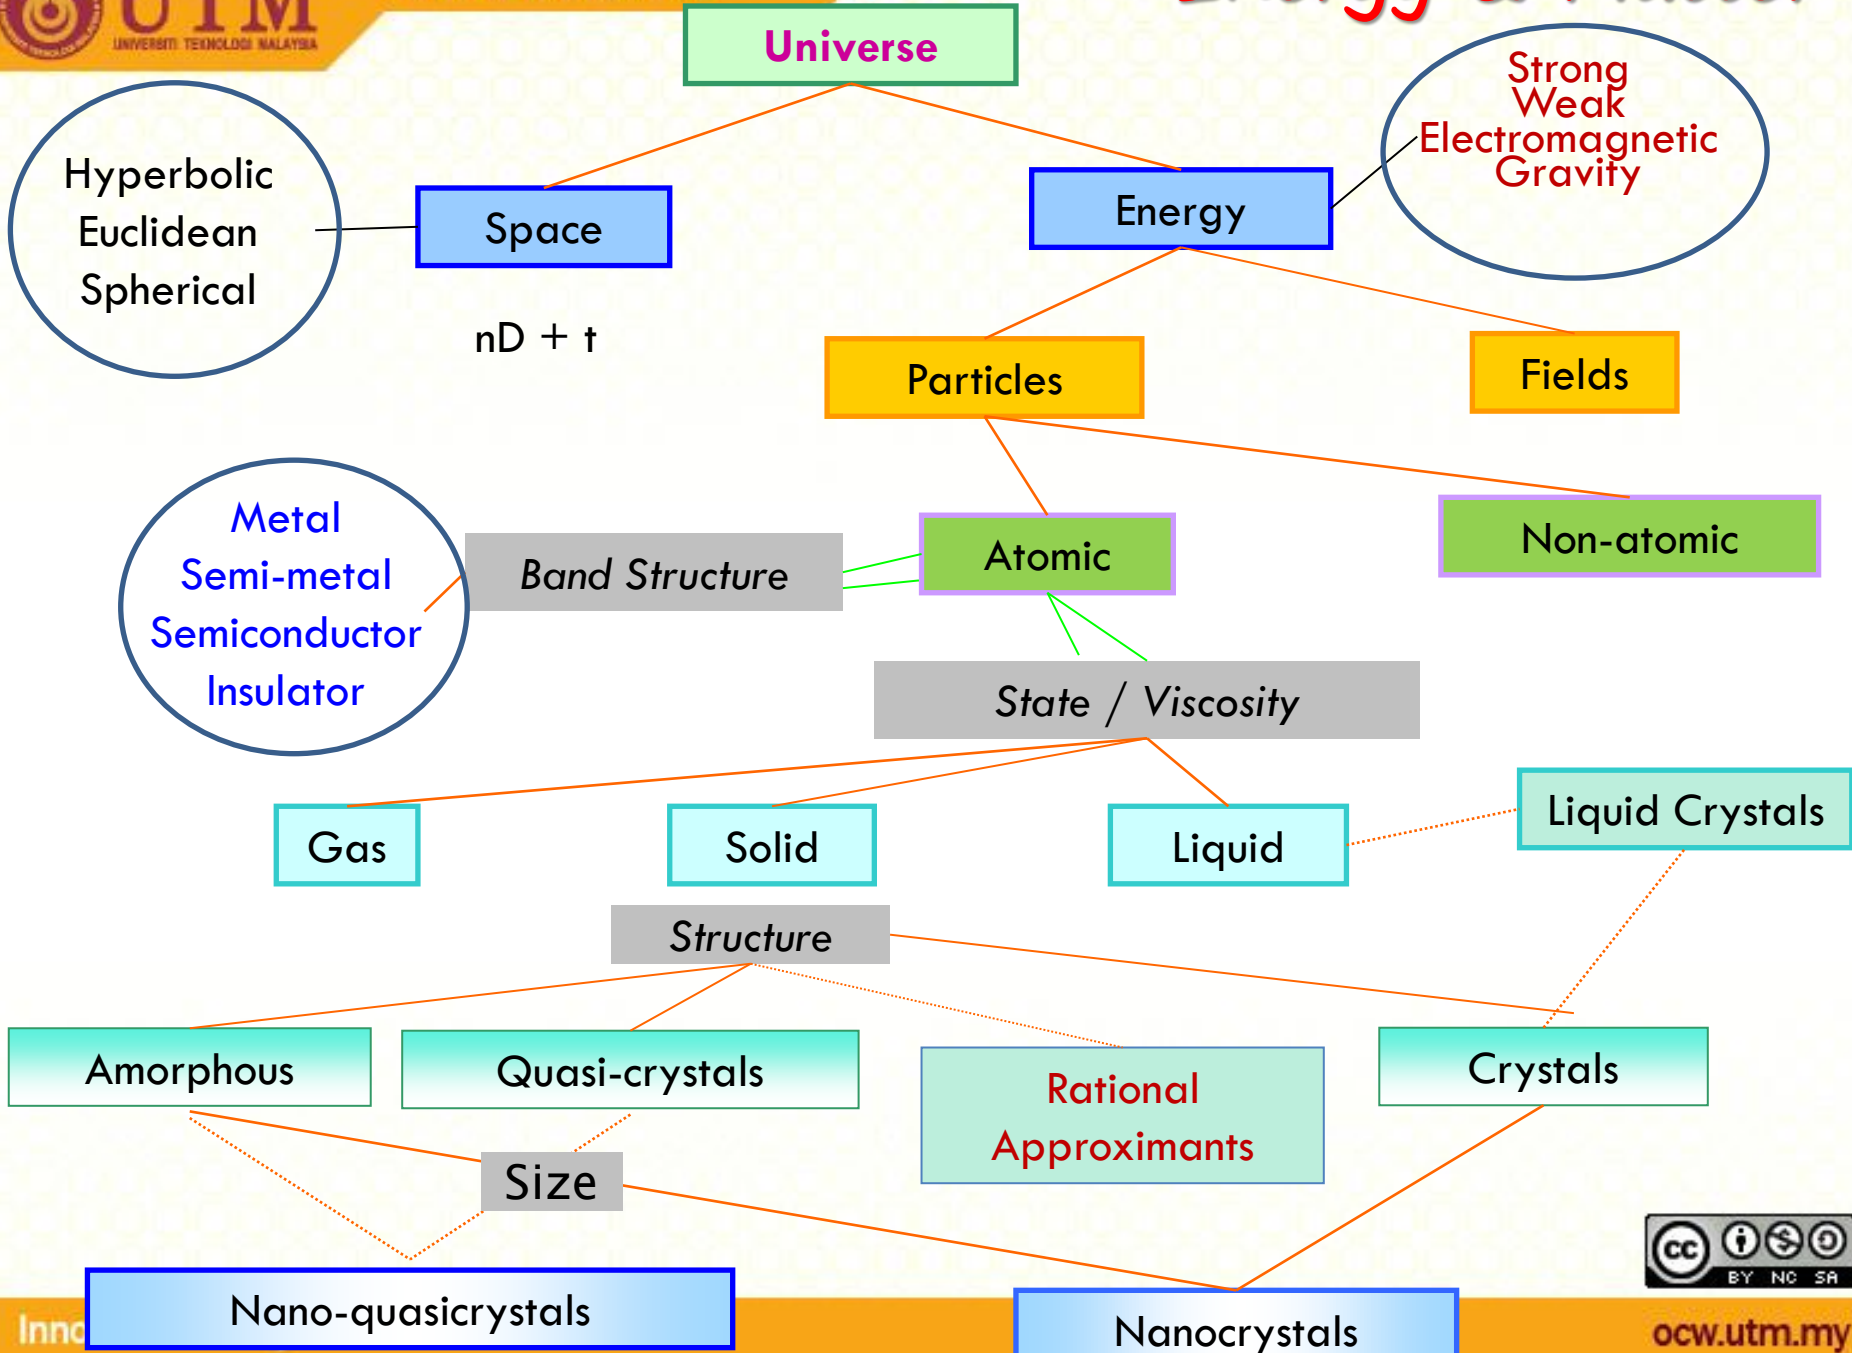 UTM
UNIVERSITI TEKNOLOGI MALAYSIA
Energy &
Universe
Strong
Weak
Electromagnetic
Gravity
Hyperbolic
Euclidean
Spherical
Space
Energy
nD + t
Particles
Fields
Metal
Semi-metal
Semiconductor
Insulator
Band Structure
Atomic
Non-atomic
State / Viscosity
Gas
Solid
Liquid
Liquid Crystals
Structure
Amorphous
Quasi-crystals
Rational
Approximants
Crystals
Size
Nano-quasicrystals
Nanocrystals
cc
BY NC SA
ocw.utm.my